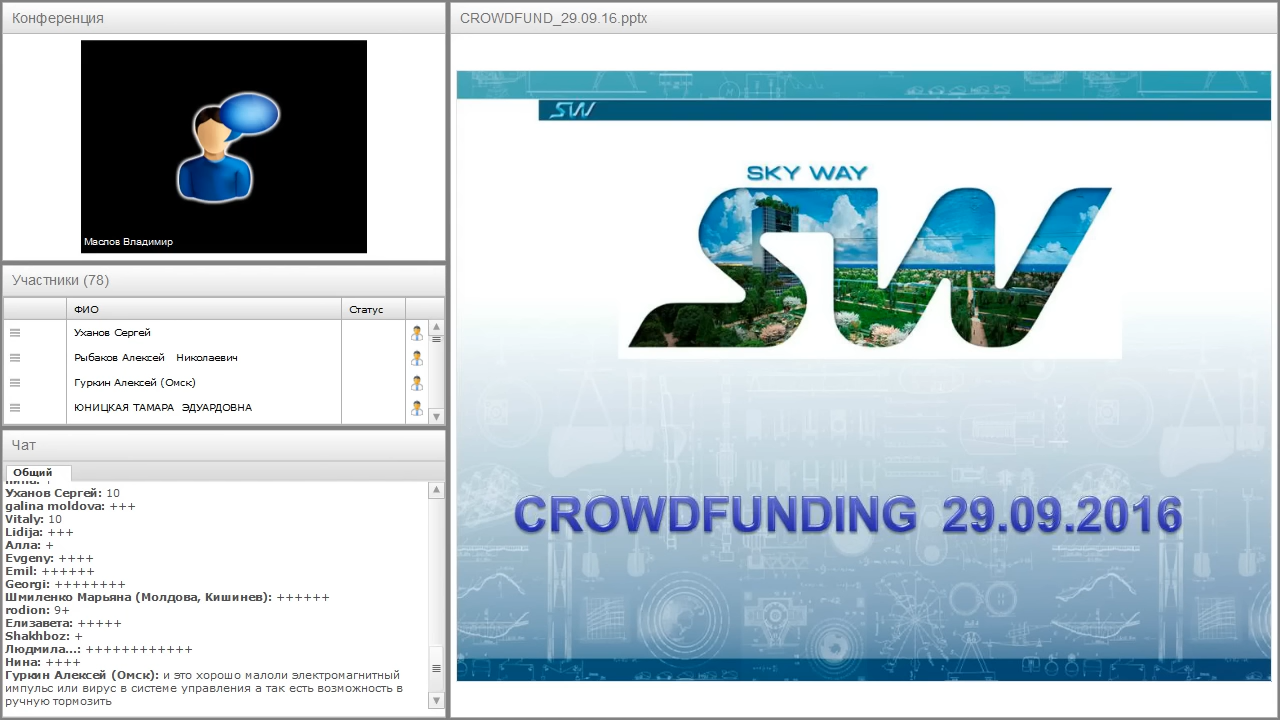 Конференция
Маслов Владимир
Участники (78)
ФИО Статус
Уханов Сергей
Рыбаков Алексей Николаевич
Гуркин Алексей (Омск)
ЮНИЦКАЯ ТАМАРА ЭДУАРДОВНА
Чат
Общий
Уханов Сергей: 10
galina moldova: +++
Vitaly: 10
Lidija: +++
Алла: +
Evgeny: ++++
Emil: ++++++
Georgi: ++++++++
Шмиленко Марьяна (Молдова, Кишинев): ++++++
rodion: 9+
Елизавета: +++++
Shakhboz: +
Людмила...: ++++++++++++
Нина: ++++
Гуркин Алексей (Омск): и это хорошо малоли электромагнитный
импульс или вирус в системе управления а так есть возможность в
ручную тормозить
CROWDFUND_29.09.16.pptx
SW
SKY WAY
SW
CROWDFUNDING 29.09.2016